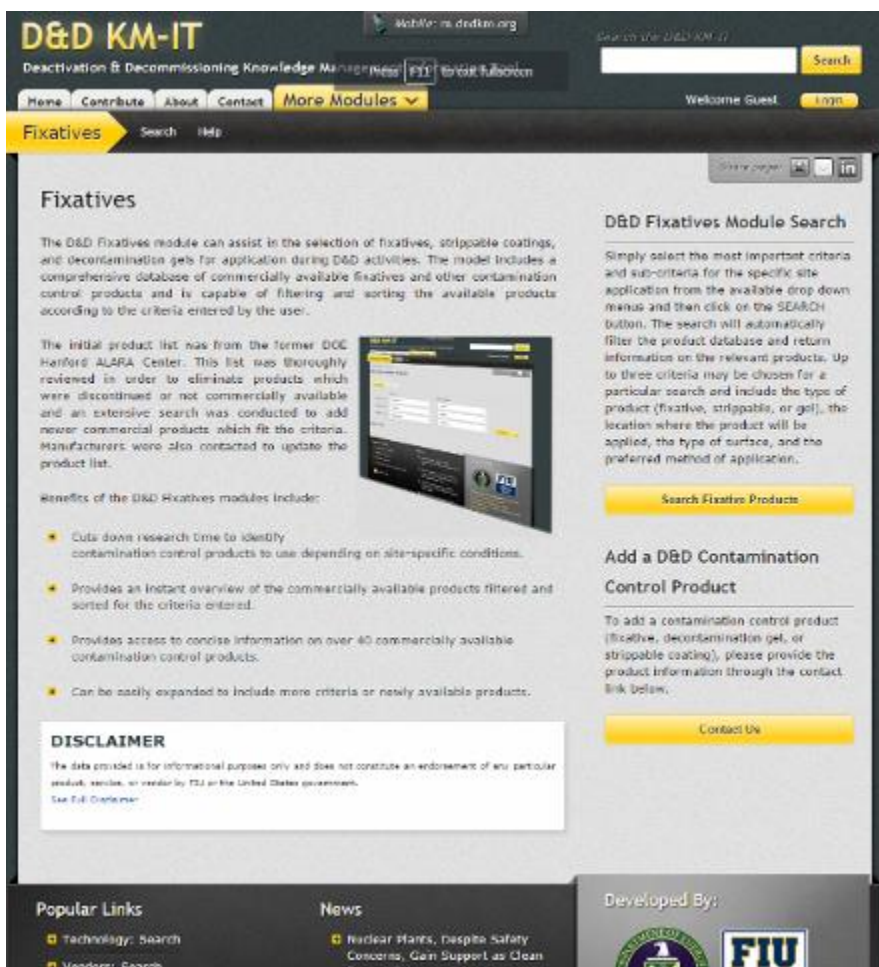 Mobile: m.dndkm.org
D&D KM-IT
Search the D&D KM-IT
Deactivation & Decommissioning Knowledge
Press F11 to exit fullscreen
Search
Home Contribute About Contact More Modules
Welcome Guest Login
Fixatives Search Help
Share page: in
Fixatives
The D&D Fixatives module can assist in the selection of fixatives, strippable coatings,
and decontamination gels for application during D&D activities. The model includes a
comprehensive database of commercially available fixatives and other contamination
control products and is capable of filtering and sorting the available products
according to the criteria entered by the user.
The initial product list was from the former DOE
Hanford ALARA Center. This list was thoroughly
reviewed in order to eliminate products which
were discontinued or not commercially available
and an extensive search was conducted to add
newer commercial products which fit the criteria.
Manufacturers were also contacted to update the
product list.
Benefits of the D&D Fixatives modules include:
Cuts down research time to identify
contamination control products to use depending on site-specific conditions.
Provides an instant overview of the commercially available products filtered and
sorted for the criteria entered.
Provides access to concise information on over 40 commercially available
contamination control products.
Can be easily expanded to include more criteria or newly available products.
DISCLAIMER
The data provided is for informational purposes only and does not constitute an endorsement of any particular
product, service, or vendor by FIU or the United States government.
See Full Disclaimer
D&D Fixatives Module Search
Simply select the most important criteria
and sub-criteria for the specific site
application from the available drop down
menus and then click on the SEARCH
button. The search will automatically
filter the product database and return
information on the relevant products. Up
to three criteria may be chosen for a
particular search and include the type of
product (fixative, strippable, or gel), the
location where the product will be
applied, the type of surface, and the
preferred method of application.
Search Fixative Products
Add a D&D Contamination
Control Product
To add a contamination control product
(fixative, decontamination gel, or
strippable coating), please provide the
product information through the contact
link below.
Contact Us
Popular Links
Technology: Search
Vendors: Search
News
Nuclear Plants, Despite Safety
Concerns, Gain Support as Clean
Developed By:
FIU